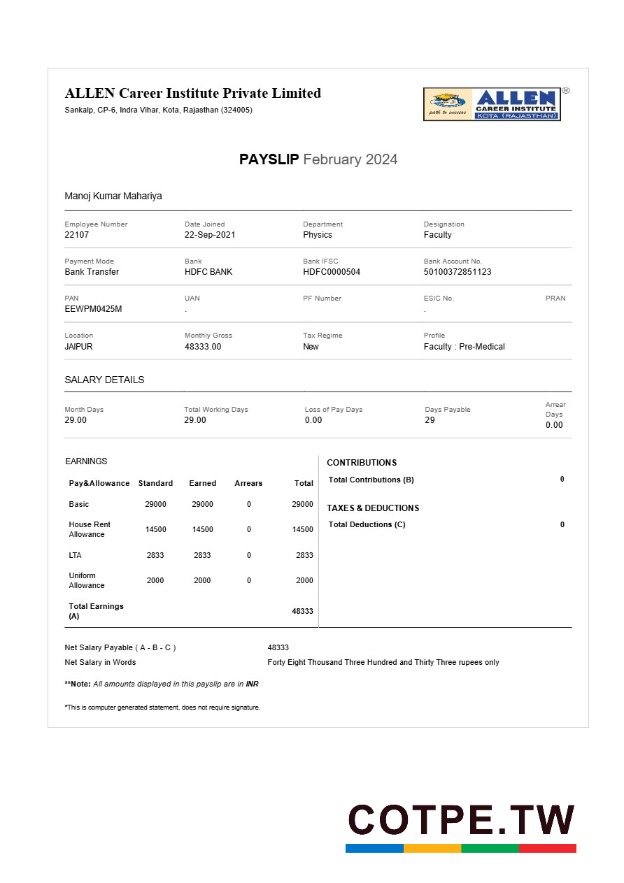 ALLEN Career Institute Private Limited
Sankalp, CP-6, Indra Vihar, Kota, Rajasthan (324005)
ALLEN
CAREER INSTITUTE
KOTA (RAJASTHAN)
path to success
®
PAYSLIP February 2024
Manoj Kumar Mahariya
Employee Number Date Joined Department Designation
22107 22-Sep-2021 Physics Faculty
Payment Mode Bank Bank IFSC Bank Account No.
Bank Transfer HDFC BANK HDFC0000504 50100372851123
PAN UAN PF Number ESIC No. PRAN
EEWPM0425M . .
Location Monthly Gross Tax Regime Profile
JAIPUR 48333.00 New Faculty : Pre-Medical
SALARY DETAILS
Month Days Total Working Days Loss of Pay Days Days Payable Arrear Days
29.00 29.00 0.00 29 0.00
EARNINGS
Pay&Allowance Standard Earned Arrears Total
Basic 29000 29000 0 29000
House Rent Allowance 14500 14500 0 14500
LTA 2833 2833 0 2833
Uniform Allowance 2000 2000 0 2000
Total Earnings (A) 48333
CONTRIBUTIONS
Total Contributions (B) 0
TAXES & DEDUCTIONS
Total Deductions (C) 0
Net Salary Payable ( A - B - C ) 48333
Net Salary in Words Forty Eight Thousand Three Hundred and Thirty Three rupees only
**Note: All amounts displayed in this payslip are in INR
*This is computer generated statement, does not require signature.
COTPE.TW